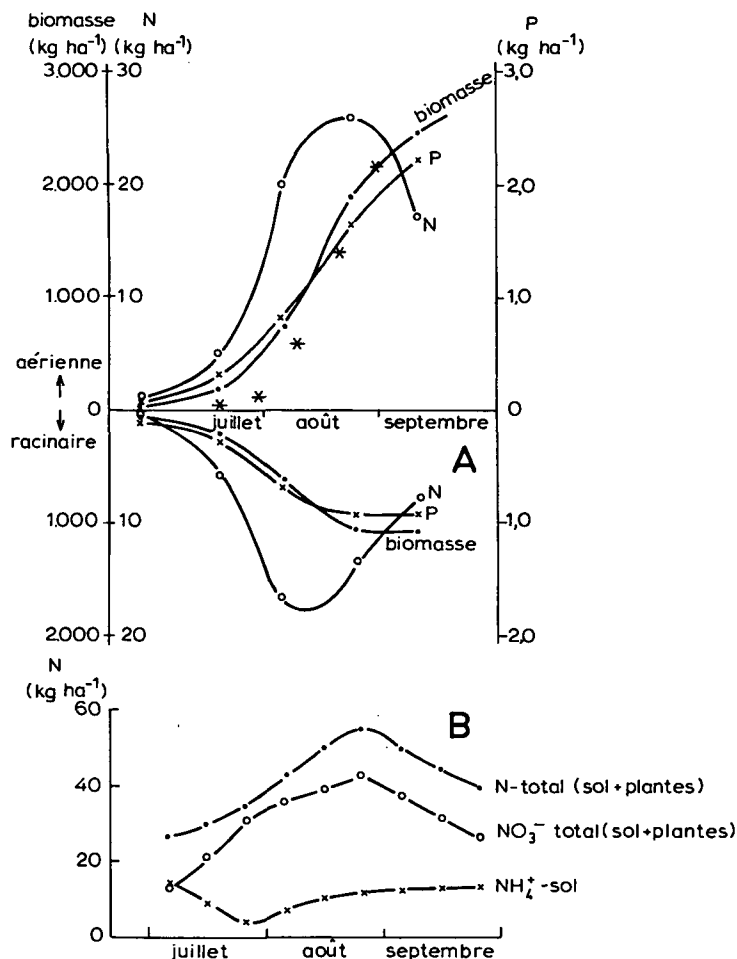 biomasse N
(kg ha⁻¹) (kg ha⁻¹)
P
(kg ha⁻¹)
3.000 30
3,0
biomasse
P
N
2.000 20
2,0
1.000 10
1,0
aérienne
0
0
juillet août septembre
racinaire
A
N
P
biomasse
1.000 10
1,0
2.000 20
2,0
N
(kg ha⁻¹)
B
60
40
20
0
N-total (sol+plantes)
NO₃⁻ total (sol+plantes)
NH₄⁺-sol
juillet août septembre